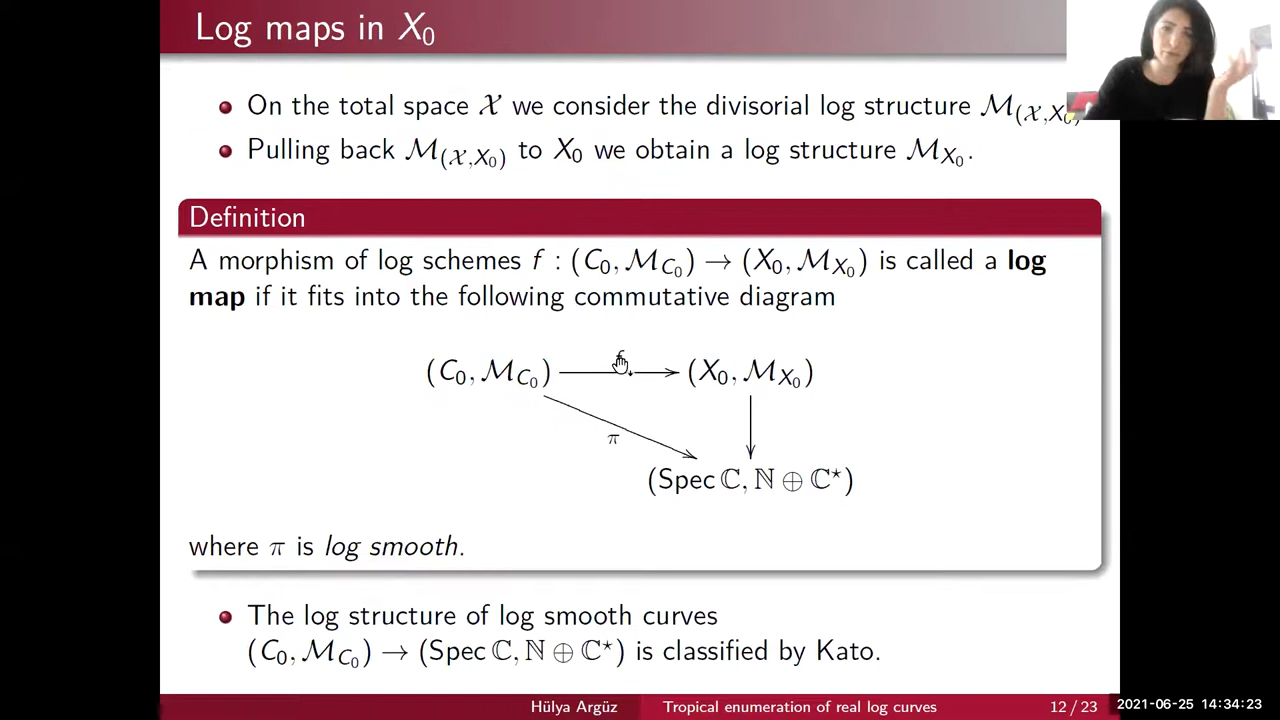 Log maps in X₀
On the total space 𝒳 we consider the divisorial log structure ℳ_(𝒳,X₀)
Pulling back ℳ_(𝒳,X₀) to X₀ we obtain a log structure ℳ_X₀.
Definition
A morphism of log schemes f : (C₀, ℳ_C₀) → (X₀, ℳ_X₀) is called a log
map if it fits into the following commutative diagram
(C₀, ℳ_C₀) → (X₀, ℳ_X₀)
π
(Spec ℂ, ℕ ⊕ ℂ⋆)
where π is log smooth.
The log structure of log smooth curves
(C₀, ℳ_C₀) → (Spec ℂ, ℕ ⊕ ℂ⋆) is classified by Kato.
Hülya Argüz Tropical enumeration of real log curves 12 / 23 2021-06-25 14:34:23